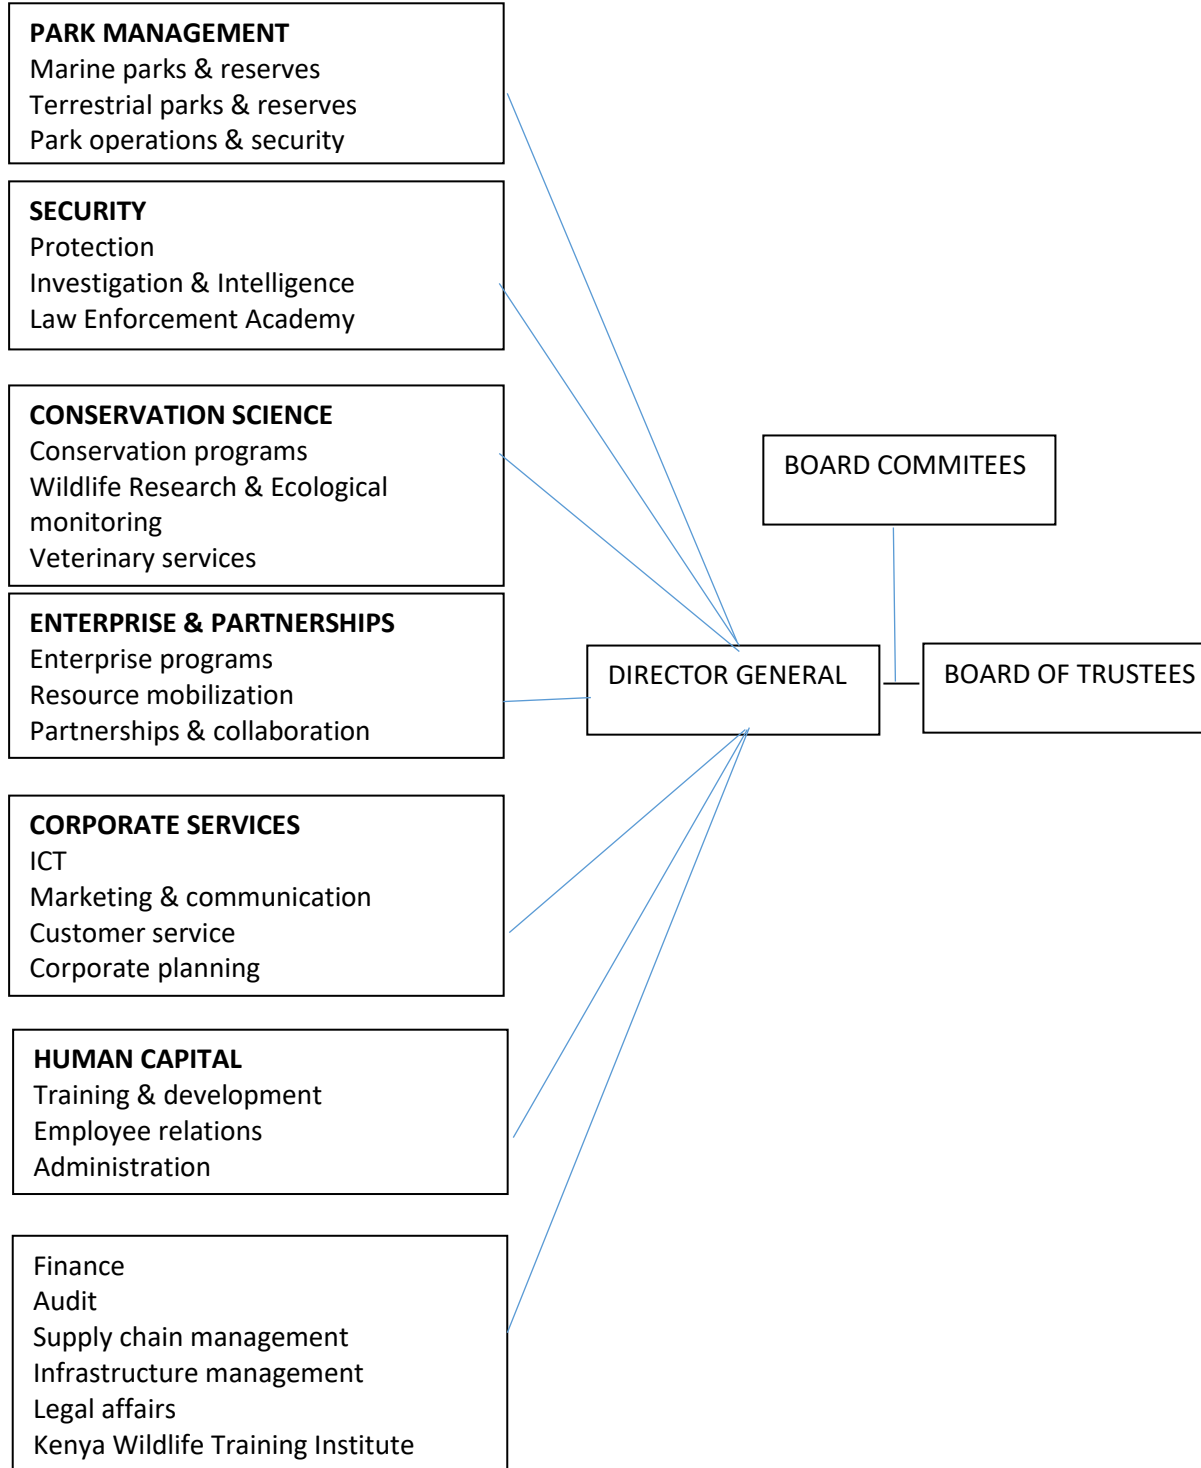 PARK MANAGEMENT
Marine parks & reserves
Terrestrial parks & reserves
Park operations & security
SECURITY
Protection
Investigation & Intelligence
Law Enforcement Academy
CONSERVATION SCIENCE
Conservation programs
Wildlife Research & Ecological
monitoring
Veterinary services
ENTERPRISE & PARTNERSHIPS
Enterprise programs
Resource mobilization
Partnerships & collaboration
CORPORATE SERVICES
ICT
Marketing & communication
Customer service
Corporate planning
HUMAN CAPITAL
Training & development
Employee relations
Administration
Finance
Audit
Supply chain management
Infrastructure management
Legal affairs
Kenya Wildlife Training Institute
DIRECTOR GENERAL
BOARD COMMITEES
BOARD OF TRUSTEES